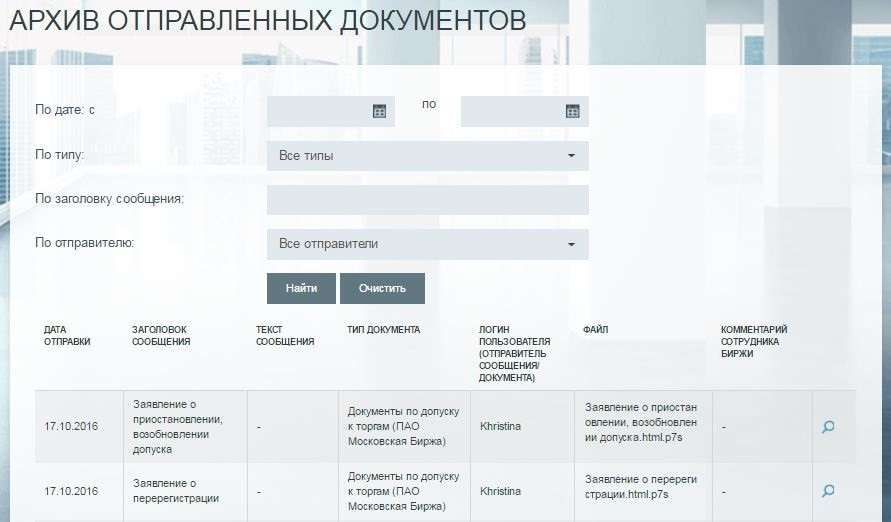 АРХИВ ОТПРАВЛЕННЫХ ДОКУМЕНТОВ
По дате: с
по
По типу:
Все типы
По заголовку сообщения:
По отправителю:
Все отправители
Найти
Очистить
ДАТА
ОТПРАВКИ
ЗАГОЛОВОК
СООБЩЕНИЯ
ТЕКСТ
СООБЩЕНИЯ
ТИП ДОКУМЕНТА
ЛОГИН
ПОЛЬЗОВАТЕЛЯ
(ОТПРАВИТЕЛЬ
СООБЩЕНИЯ/
ДОКУМЕНТА)
ФАЙЛ
КОММЕНТАРИЙ
СОТРУДНИКА
БИРЖИ
17.10.2016
Заявление о
приостановлении,
возобновлении
допуска
-
Документы по допуску
к торгам (ПАО
Московская Биржа)
Khristina
Заявление о приостан
овлении, возобновлен
ии допуска.html.p7s
-
17.10.2016
Заявление о
перерегистрации
-
Документы по допуску
к торгам (ПАО
Московская Биржа)
Khristina
Заявление о перереги
страции.html.p7s
-